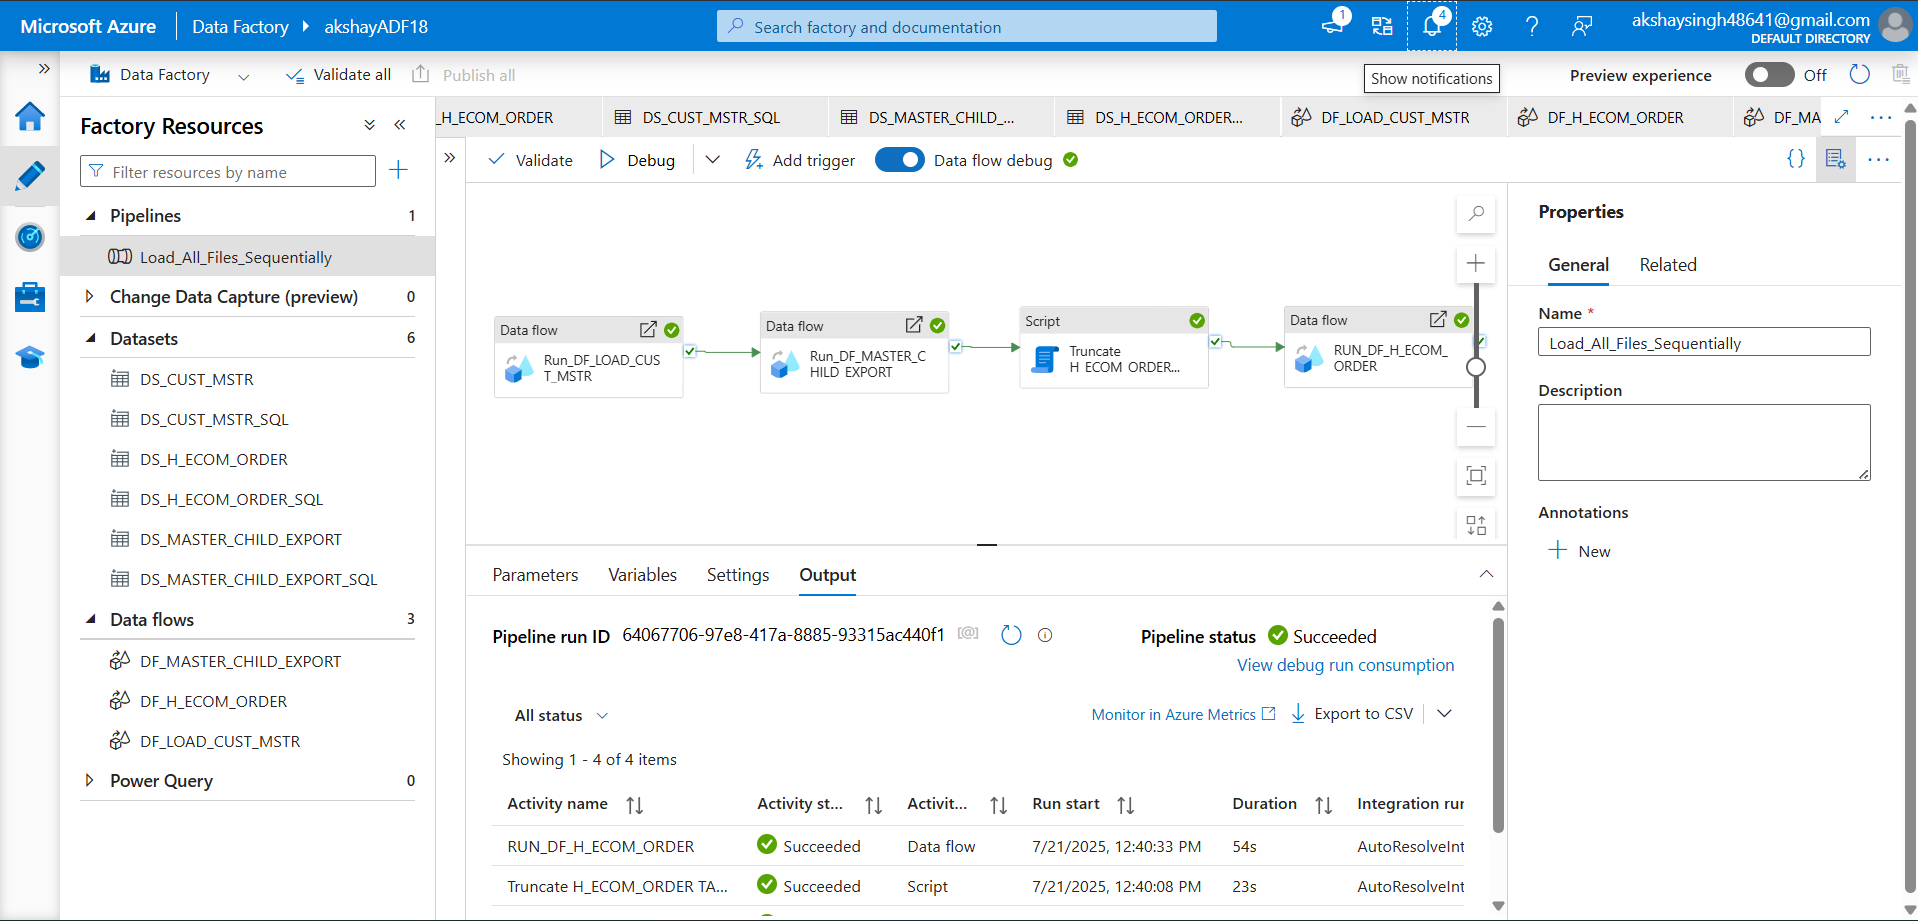 Microsoft Azure
Data Factory
akshayADF18
Search factory and documentation
1
4
akshaysingh48641@gmail.com
DEFAULT DIRECTORY
Data Factory
Validate all
Publish all
Show notifications
Preview experience
Off
Factory Resources
Filter resources by name
Pipelines 1
Load_All_Files_Sequentially
Change Data Capture (preview) 0
Datasets 6
DS_CUST_MSTR
DS_CUST_MSTR_SQL
DS_H_ECOM_ORDER
DS_H_ECOM_ORDER_SQL
DS_MASTER_CHILD_EXPORT
DS_MASTER_CHILD_EXPORT_SQL
Data flows 3
DF_MASTER_CHILD_EXPORT
DF_H_ECOM_ORDER
DF_LOAD_CUST_MSTR
Power Query 0
_H_ECOM_ORDER
DS_CUST_MSTR_SQL
DS_MASTER_CHILD_...
DS_H_ECOM_ORDER...
DF_LOAD_CUST_MSTR
DF_H_ECOM_ORDER
DF_MA
Validate
Debug
Add trigger
Data flow debug
Data flow
Run_DF_LOAD_CUS
T_MSTR
Data flow
Run_DF_MASTER_C
HILD_EXPORT
Script
Truncate
H_ECOM_ORDER...
Data flow
RUN_DF_H_ECOM_
ORDER
Parameters
Variables
Settings
Output
Pipeline run ID 64067706-97e8-417a-8885-93315ac440f1
Pipeline status Succeeded
View debug run consumption
All status
Monitor in Azure Metrics
Export to CSV
Showing 1 - 4 of 4 items
Activity name Activity st... Activit... Run start Duration Integration rur
RUN_DF_H_ECOM_ORDER Succeeded Data flow 7/21/2025, 12:40:33 PM 54s AutoResolveInt
Truncate H_ECOM_ORDER TA... Succeeded Script 7/21/2025, 12:40:08 PM 23s AutoResolveInt
Properties
General
Related
Name *
Load_All_Files_Sequentially
Description
Annotations
New